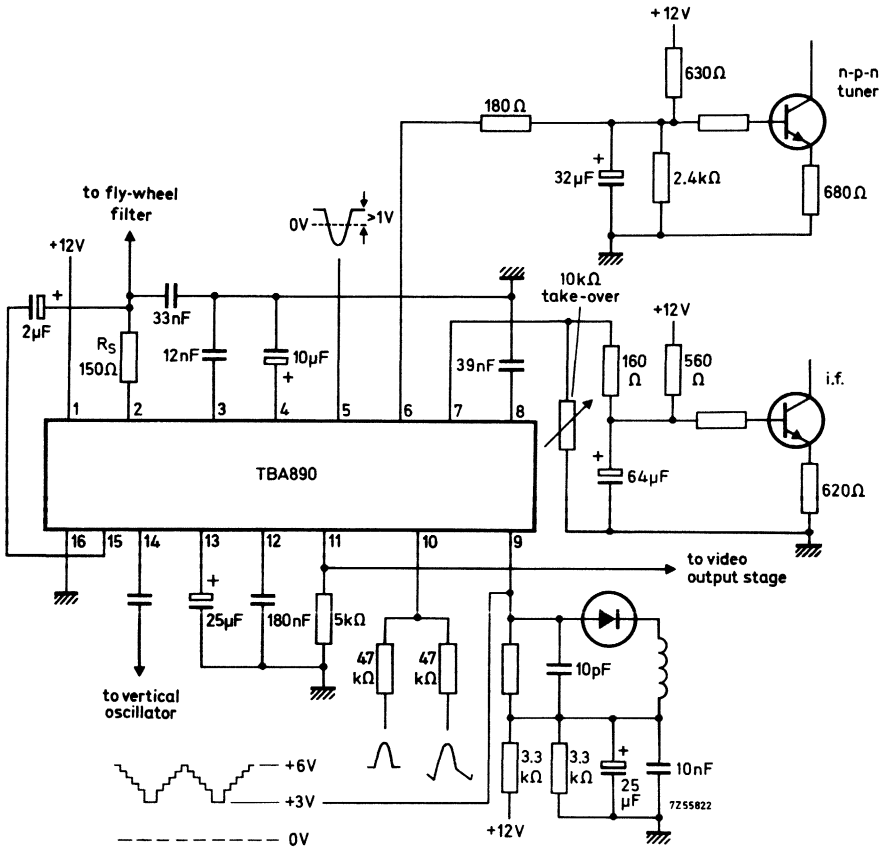 +12V
630Ω
n-p-n
tuner
180Ω
32µF
+
2.4kΩ
680Ω
to fly-wheel
filter
0V
>1V
+12V
+
2µF
33nF
RS
150Ω
12nF
10µF
+
39nF
10kΩ
take-over
+12V
160
Ω
560
Ω
i.f.
+
64µF
620Ω
1
2
3
4
5
6
7
8
TBA890
16
15
14
13
12
11
10
9
to video
output stage
+
25µF
180nF
5kΩ
47
kΩ
47
kΩ
10pF
to vertical
oscillator
3.3
kΩ
3.3
kΩ
+
25
µF
10nF
7Z55822
+12V
+6V
+3V
0V